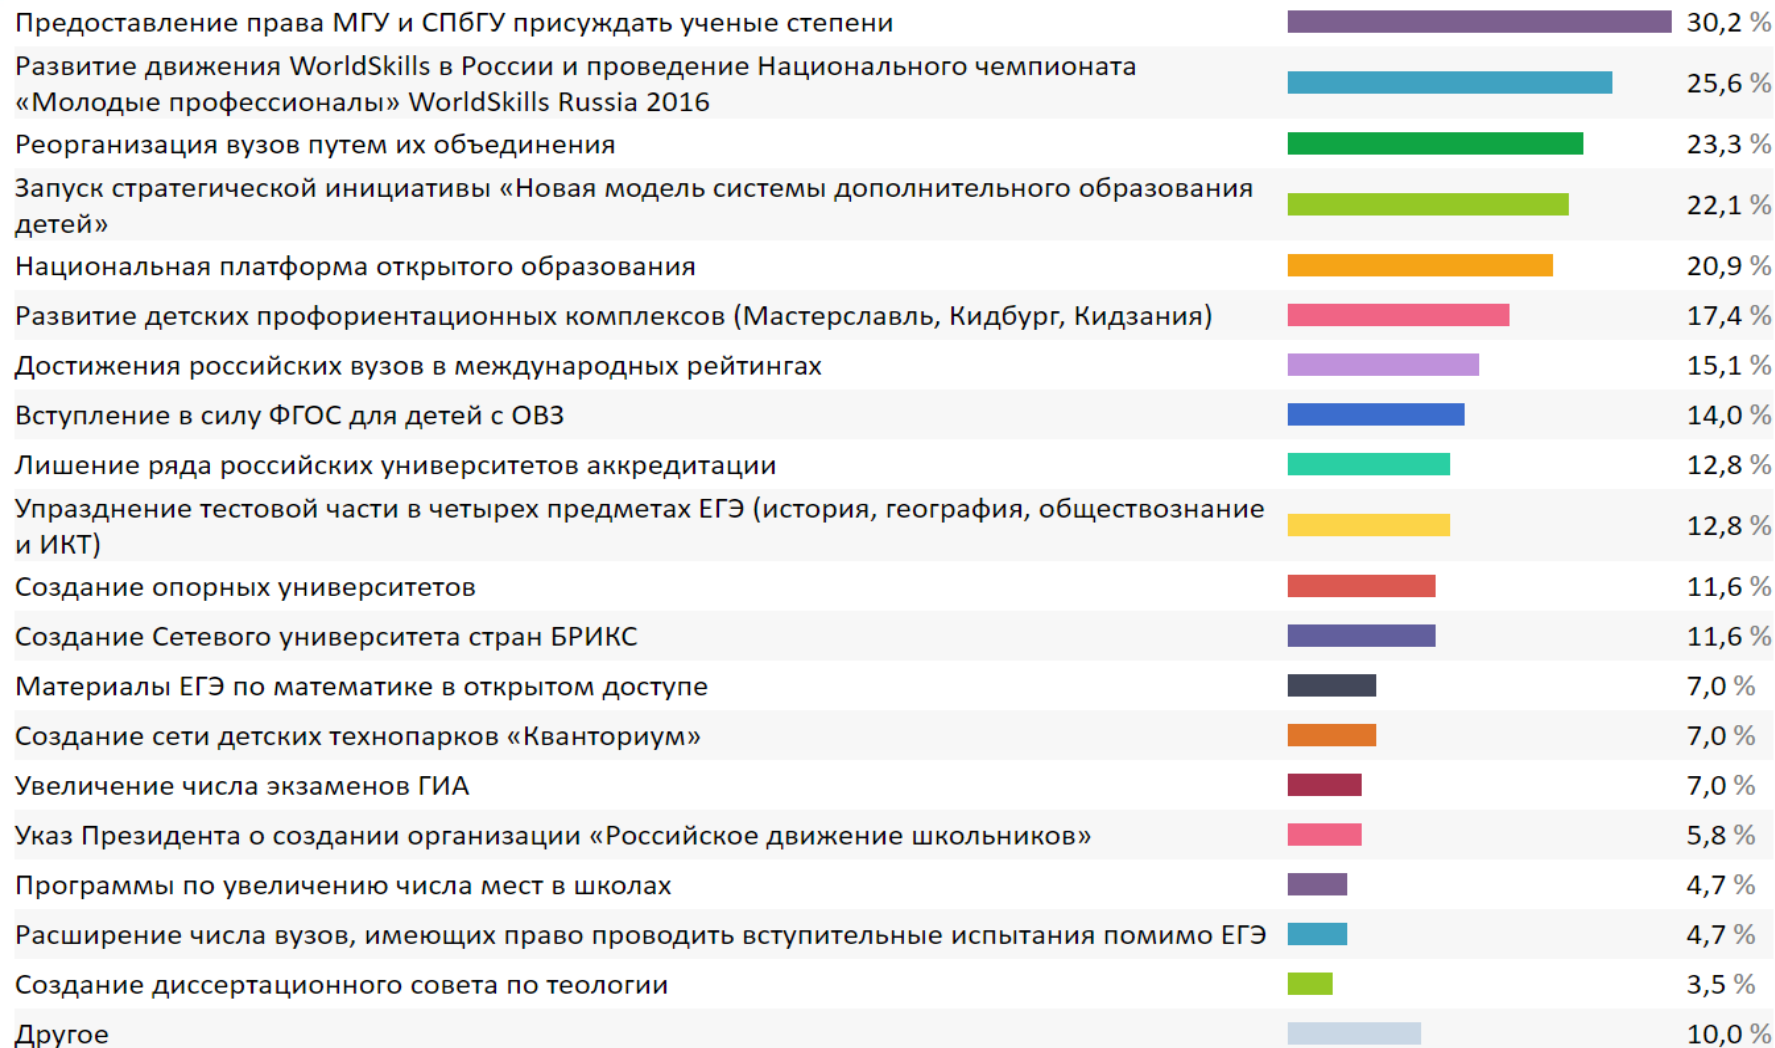 Предоставление права МГУ и СПбГУ присуждать ученые степени 30,2 %
Развитие движения WorldSkills в России и проведение Национального чемпионата
«Молодые профессионалы» WorldSkills Russia 2016 25,6 %
Реорганизация вузов путем их объединения 23,3 %
Запуск стратегической инициативы «Новая модель системы дополнительного образования
детей» 22,1 %
Национальная платформа открытого образования 20,9 %
Развитие детских профориентационных комплексов (Мастерславль, Кидбург, Кидзания) 17,4 %
Достижения российских вузов в международных рейтингах 15,1 %
Вступление в силу ФГОС для детей с ОВЗ 14,0 %
Лишение ряда российских университетов аккредитации 12,8 %
Упразднение тестовой части в четырех предметах ЕГЭ (история, география, обществознание
и ИКТ) 12,8 %
Создание опорных университетов 11,6 %
Создание Сетевого университета стран БРИКС 11,6 %
Материалы ЕГЭ по математике в открытом доступе 7,0 %
Создание сети детских технопарков «Кванториум» 7,0 %
Увеличение числа экзаменов ГИА 7,0 %
Указ Президента о создании организации «Российское движение школьников» 5,8 %
Программы по увеличению числа мест в школах 4,7 %
Расширение числа вузов, имеющих право проводить вступительные испытания помимо ЕГЭ 4,7 %
Создание диссертационного совета по теологии 3,5 %
Другое 10,0 %